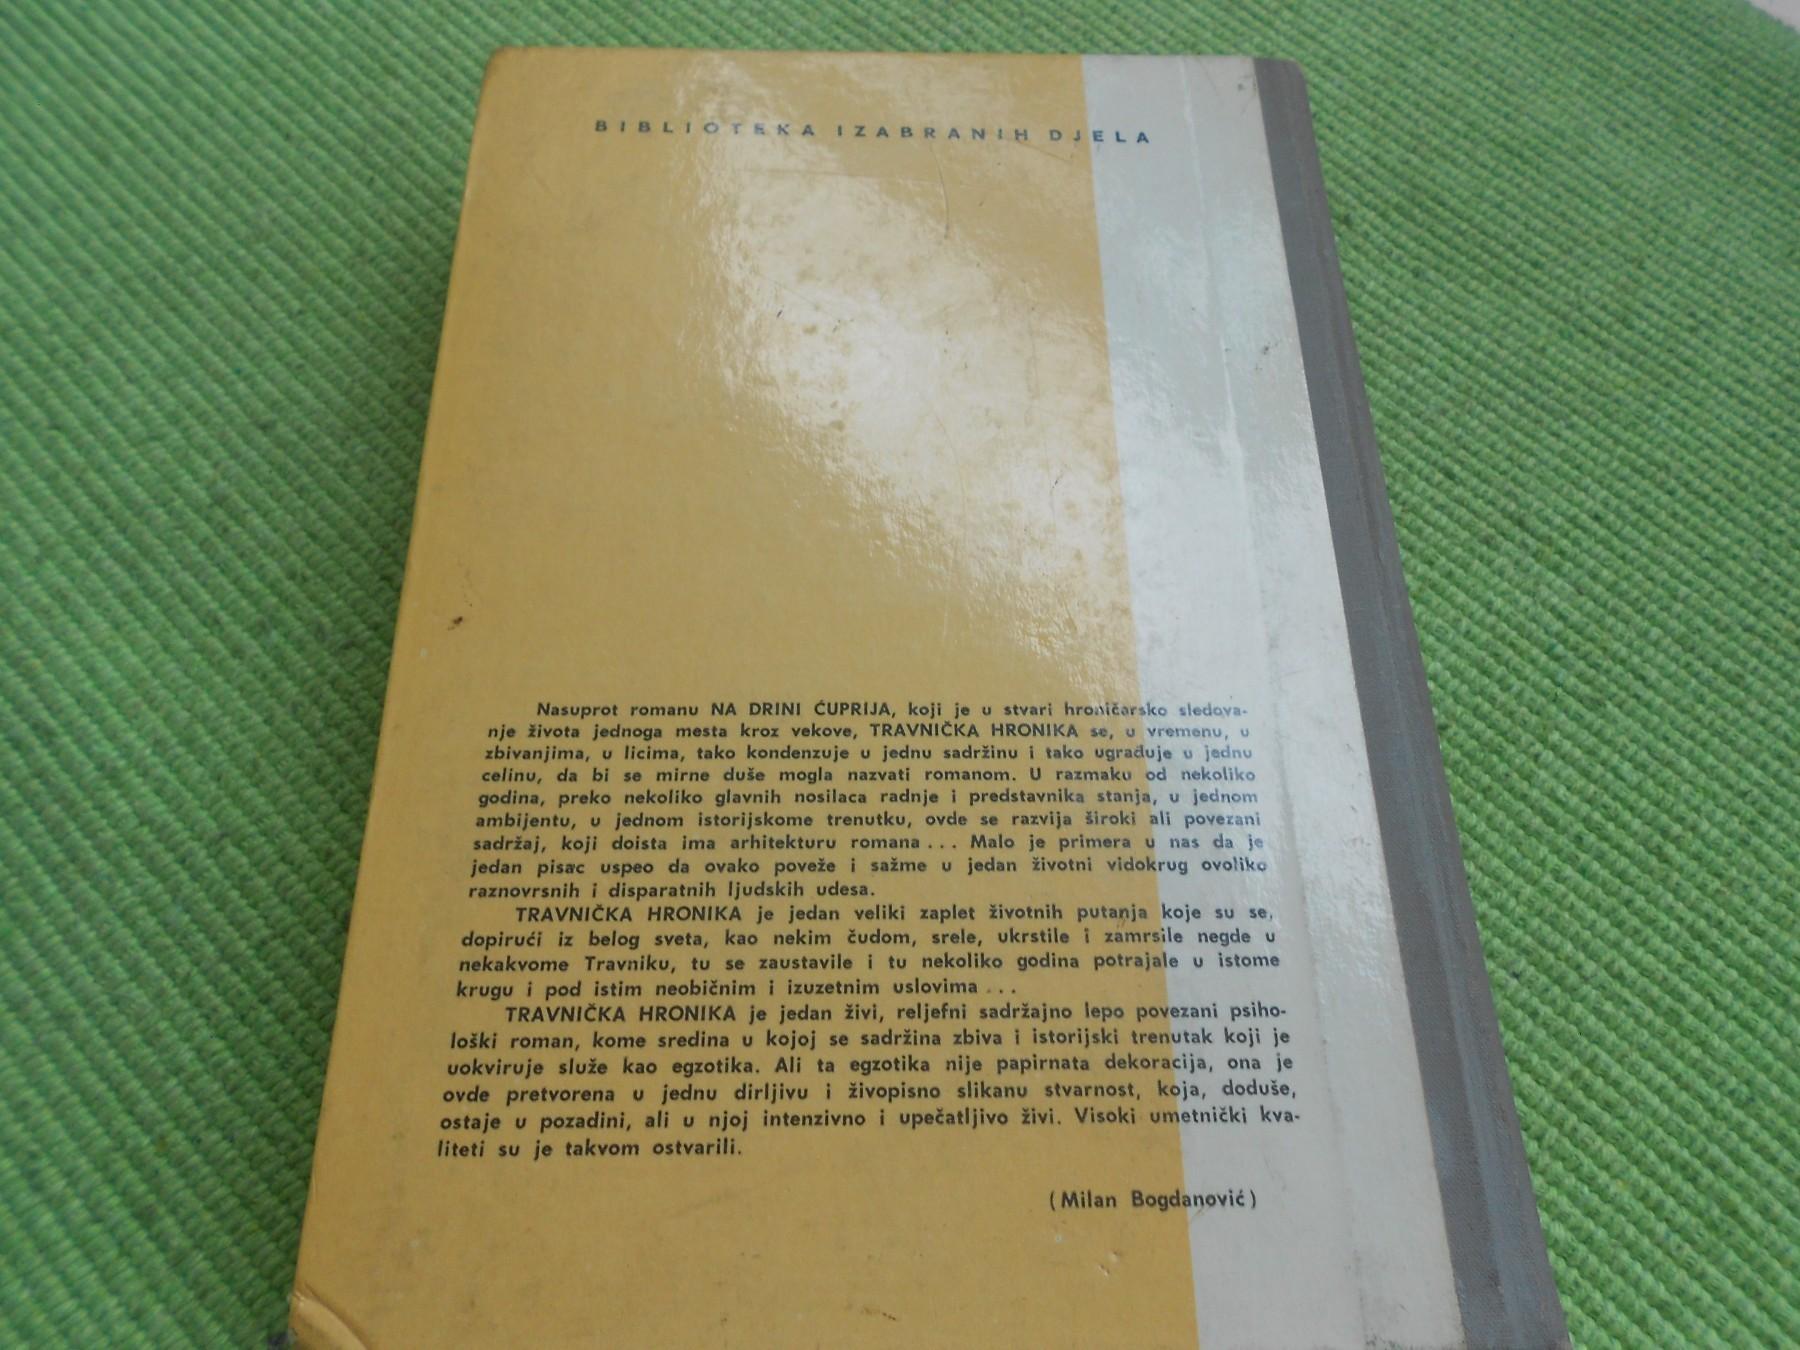 BIBLIOTEKA IZABRANIH DJELA
Nasuprot romanu NA DRINI ĆUPRIJA, koji je u stvari hroničarsko sledova-
nje života jednoga mesta kroz vekove, TRAVNIČKA HRONIKA se, u vremenu, u
zbivanjima, u licima, tako kondenzuje u jednu sadržinu i tako ugrađuje u jednu
celinu, da bi se mirne duše mogla nazvati romanom. U razmaku od nekoliko
godina, preko nekoliko glavnih nosilaca radnje i predstavnika stanja, u jednom
ambijentu, u jednom istorijskome trenutku, ovde se razvija široki ali povezani
sadržaj, koji doista ima arhitekturu romana ... Malo je primera u nas da je
jedan pisac uspeo da ovako poveže i sažme u jedan životni vidokrug ovoliko
raznovrsnih i disparatnih ljudskih udesa.
TRAVNIČKA HRONIKA je jedan veliki zaplet životnih putanja koje su se,
dopirući iz belog sveta, kao nekim čudom, srele, ukrstile i zamrsile negde u
nekakvome Travniku, tu se zaustavile i tu nekoliko godina potrajale u istome
krugu i pod istim neobičnim i izuzetnim uslovima ...
TRAVNIČKA HRONIKA je jedan živi, reljefni sadržajno lepo povezani psiho-
loški roman, kome sredina u kojoj se sadržina zbiva i istorijski trenutak koji je
uokviruje služe kao egzotika. Ali ta egzotika nije papirnata dekoracija, ona je
ovde pretvorena u jednu dirljivu i živopisno slikanu stvarnost, koja, doduše,
ostaje u pozadini, ali u njoj intenzivno i upečatljivo živi. Visoki umetnički kva-
liteti su je takvom ostvarili.
(Milan Bogdanović)